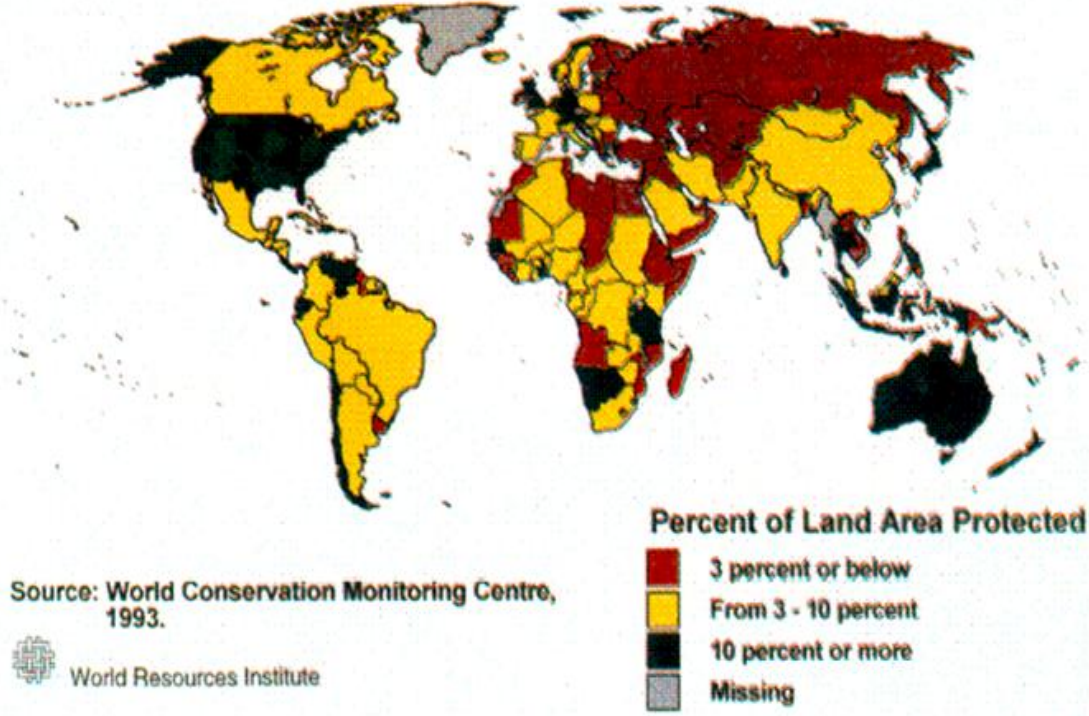 Percent of Land Area Protected
3 percent or below
From 3 - 10 percent
10 percent or more
Missing
Source: World Conservation Monitoring Centre,
1993.
World Resources Institute